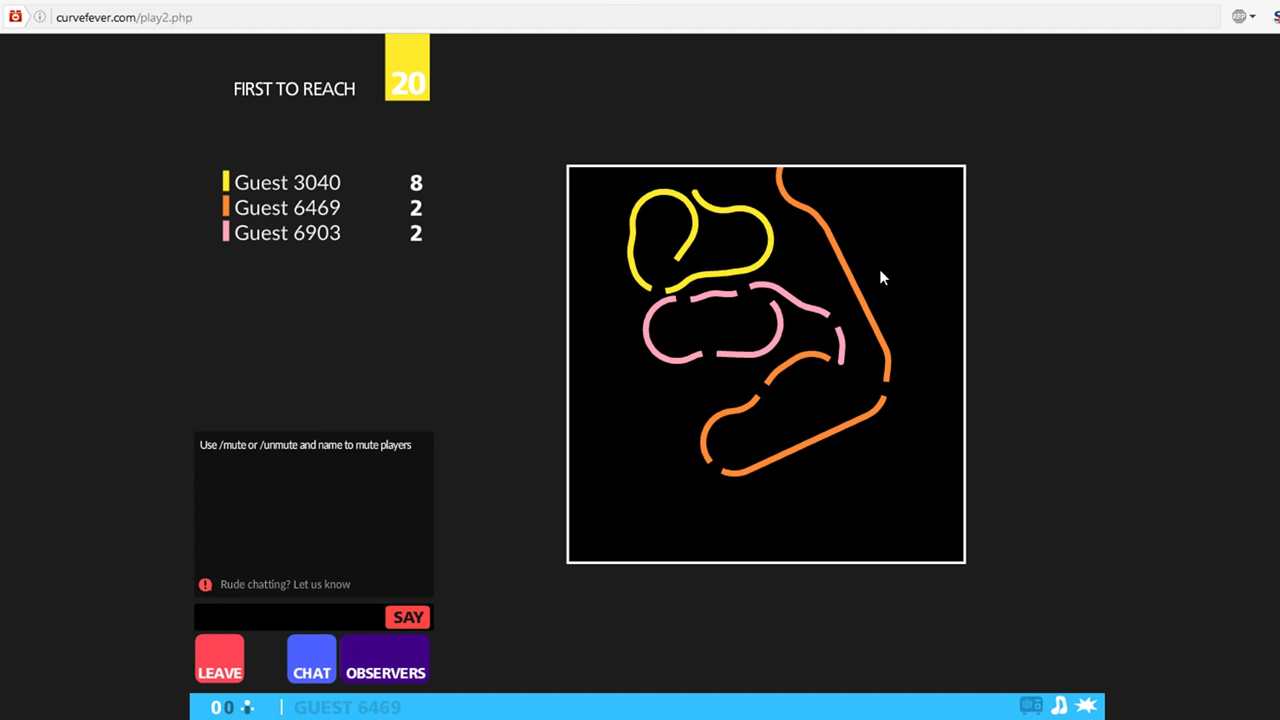 curvefever.com/play2.php
ABP
FIRST TO REACH
20
Guest 3040 8
Guest 6469 2
Guest 6903 2
Use /mute or /unmute and name to mute players
! Rude chatting? Let us know
SAY
LEAVE
CHAT
OBSERVERS
00 | GUEST 6469